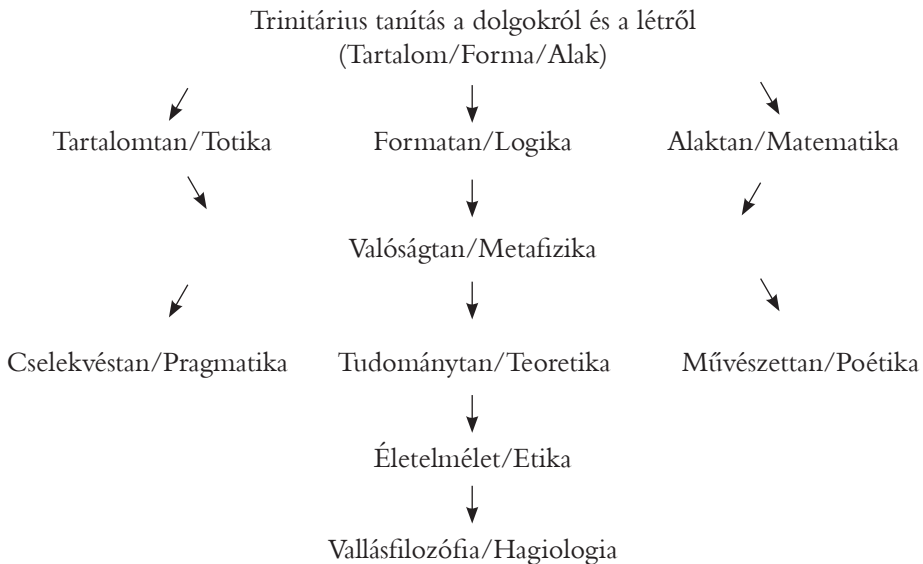 Trinitárius tanítás a dolgokról és a létről
(Tartalom/Forma/Alak)
Tartalomtan/Totika Formatan/Logika Alaktan/Matematika
Valóságtan/Metafizika
Cselekvéstan/Pragmatika Tudománytan/Teoretika Művészettan/Poétika
Életelmélet/Etika
Vallásfilozófia/Hagiologia